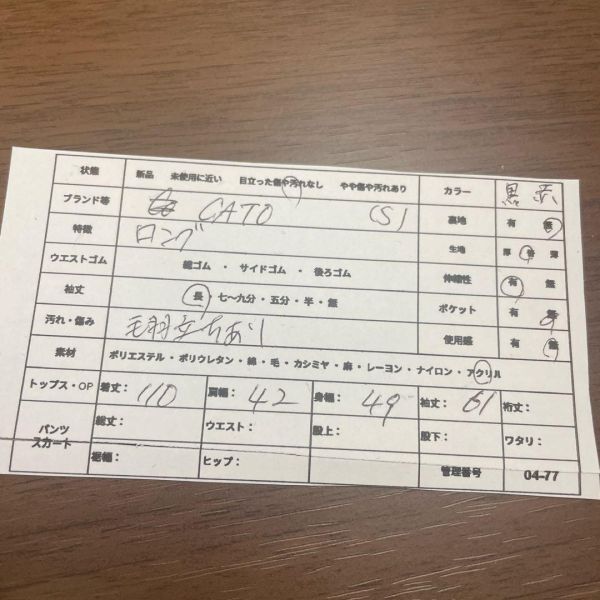 状態 新品 未使用に近い 目立った傷や汚れなし やや傷や汚れあり カラー 黒 赤
ブランド等 CATO (S) 裏地 有 無
特徴 ロング 生地 厚 普 薄
ウエストゴム 総ゴム ・ サイドゴム ・ 後ろゴム 伸縮性 有 無
袖丈 長・七〜九分・五分・半・無 ポケット 有 無
汚れ・傷み 毛羽立ちあり 使用感 有 無
素材 ポリエステル・ポリウレタン・綿・毛・カシミヤ・麻・レーヨン・ナイロン・アクリル
トップス・OP 着丈: 110 肩幅: 42 身幅: 49 袖丈: 61 裄丈:
パンツ スカート 総丈: ウエスト: 股上: 股下: ワタリ:
裾幅: ヒップ: 管理番号 04-77